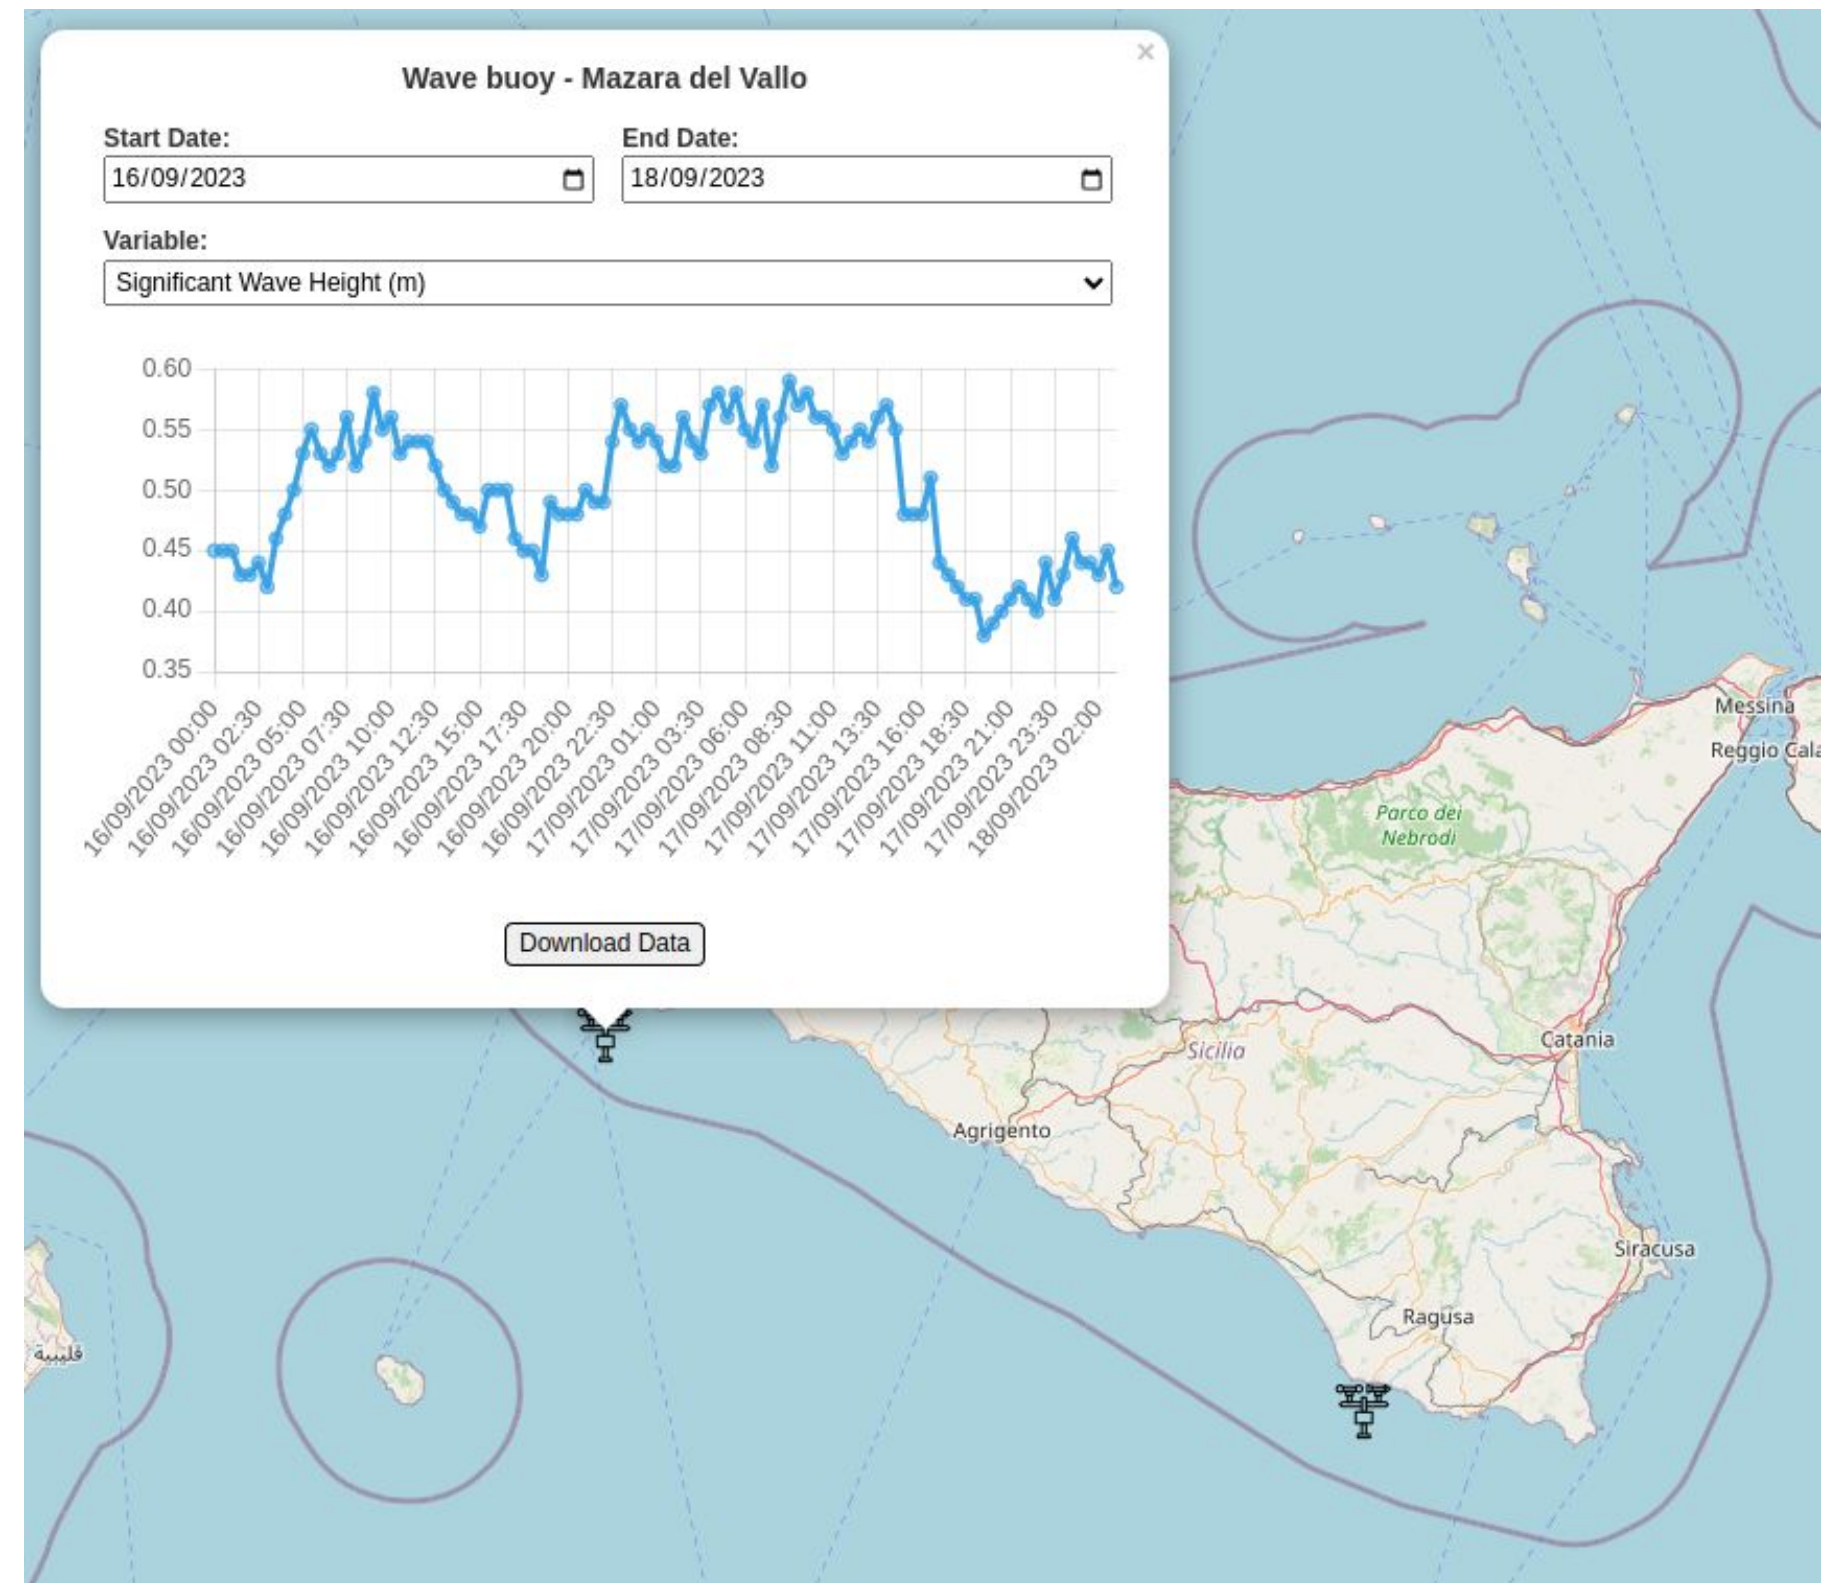 ×
Wave buoy - Mazara del Vallo
Start Date:
End Date:
16/09/2023
18/09/2023
Variable:
Significant Wave Height (m)
0.60
0.55
0.50
0.45
0.40
0.35
16/09/2023 00:00
16/09/2023 02:30
16/09/2023 05:00
16/09/2023 07:30
16/09/2023 10:00
16/09/2023 12:30
16/09/2023 15:00
16/09/2023 17:30
16/09/2023 20:00
16/09/2023 22:30
17/09/2023 01:00
17/09/2023 03:30
17/09/2023 06:00
17/09/2023 08:30
17/09/2023 11:00
17/09/2023 13:30
17/09/2023 16:00
17/09/2023 18:30
17/09/2023 21:00
17/09/2023 23:30
18/09/2023 02:00
Download Data
Messina
Reggio Cala
Parco dei
Nebrodi
Catania
Sicilia
Agrigento
Siracusa
Ragusa
قليبية